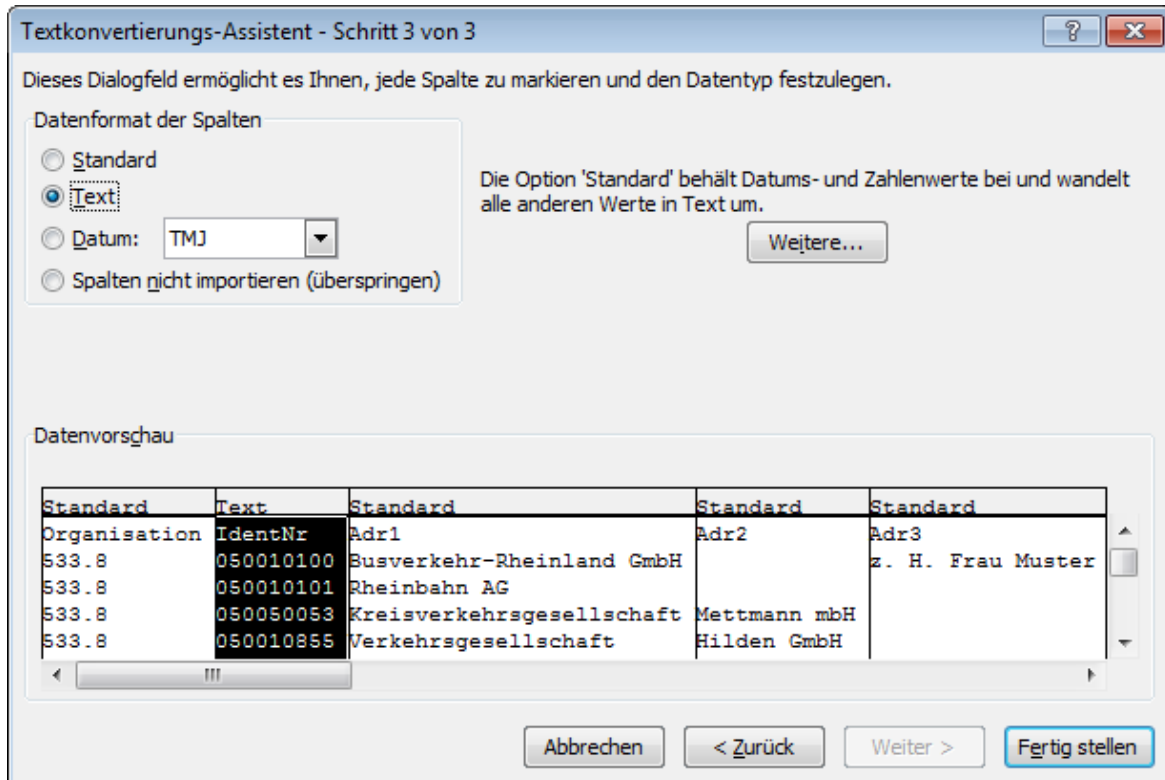 Textkonvertierungs-Assistent - Schritt 3 von 3
Dieses Dialogfeld ermöglicht es Ihnen, jede Spalte zu markieren und den Datentyp festzulegen.
Datenformat der Spalten
Standard
Text
Datum: TMJ
Spalten nicht importieren (überspringen)
Die Option 'Standard' behält Datums- und Zahlenwerte bei und wandelt
alle anderen Werte in Text um.
Weitere...
Datenvorschau
Standard Text Standard Standard Standard
Organisation IdentNr Adr1 Adr2 Adr3
533.8 050010100 Busverkehr-Rheinland GmbH z. H. Frau Muster
533.8 050010101 Rheinbahn AG
533.8 050050053 Kreisverkehrsgesellschaft Mettmann mbH
533.8 050010855 Verkehrsgesellschaft Hilden GmbH
Abbrechen < Zurück Weiter > Fertig stellen